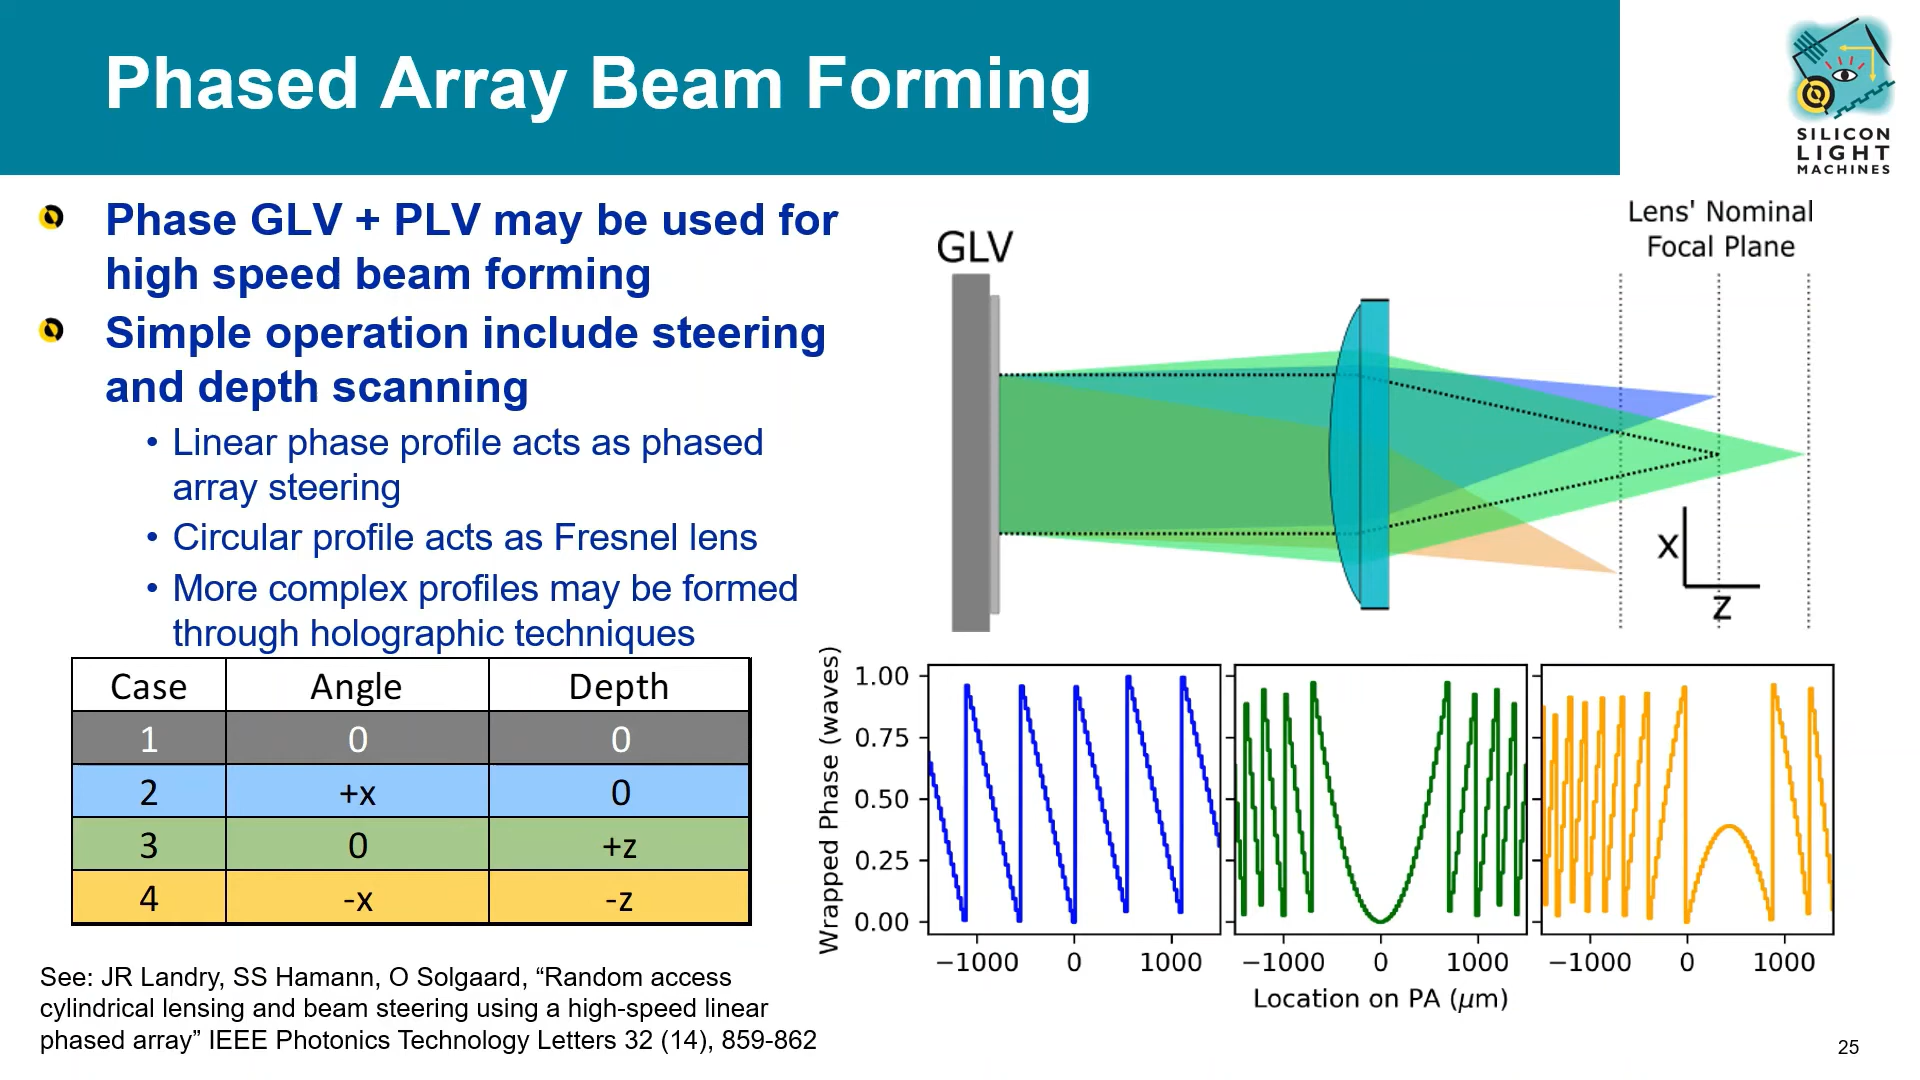 Phased Array Beam Forming
SILICON
LIGHT
MACHINES
Phase GLV + PLV may be used for
high speed beam forming
Simple operation include steering
and depth scanning
• Linear phase profile acts as phased
array steering
• Circular profile acts as Fresnel lens
• More complex profiles may be formed
through holographic techniques
Case Angle Depth
1 0 0
2 +x 0
3 0 +z
4 -x -z
See: JR Landry, SS Hamann, O Solgaard, “Random access
cylindrical lensing and beam steering using a high-speed linear
phased array” IEEE Photonics Technology Letters 32 (14), 859-862
GLV
Lens' Nominal
Focal Plane
x
z
Wrapped Phase (waves)
1.00
0.75
0.50
0.25
0.00
−1000 0 1000 −1000 0 1000 −1000 0 1000
Location on PA (μm)
25